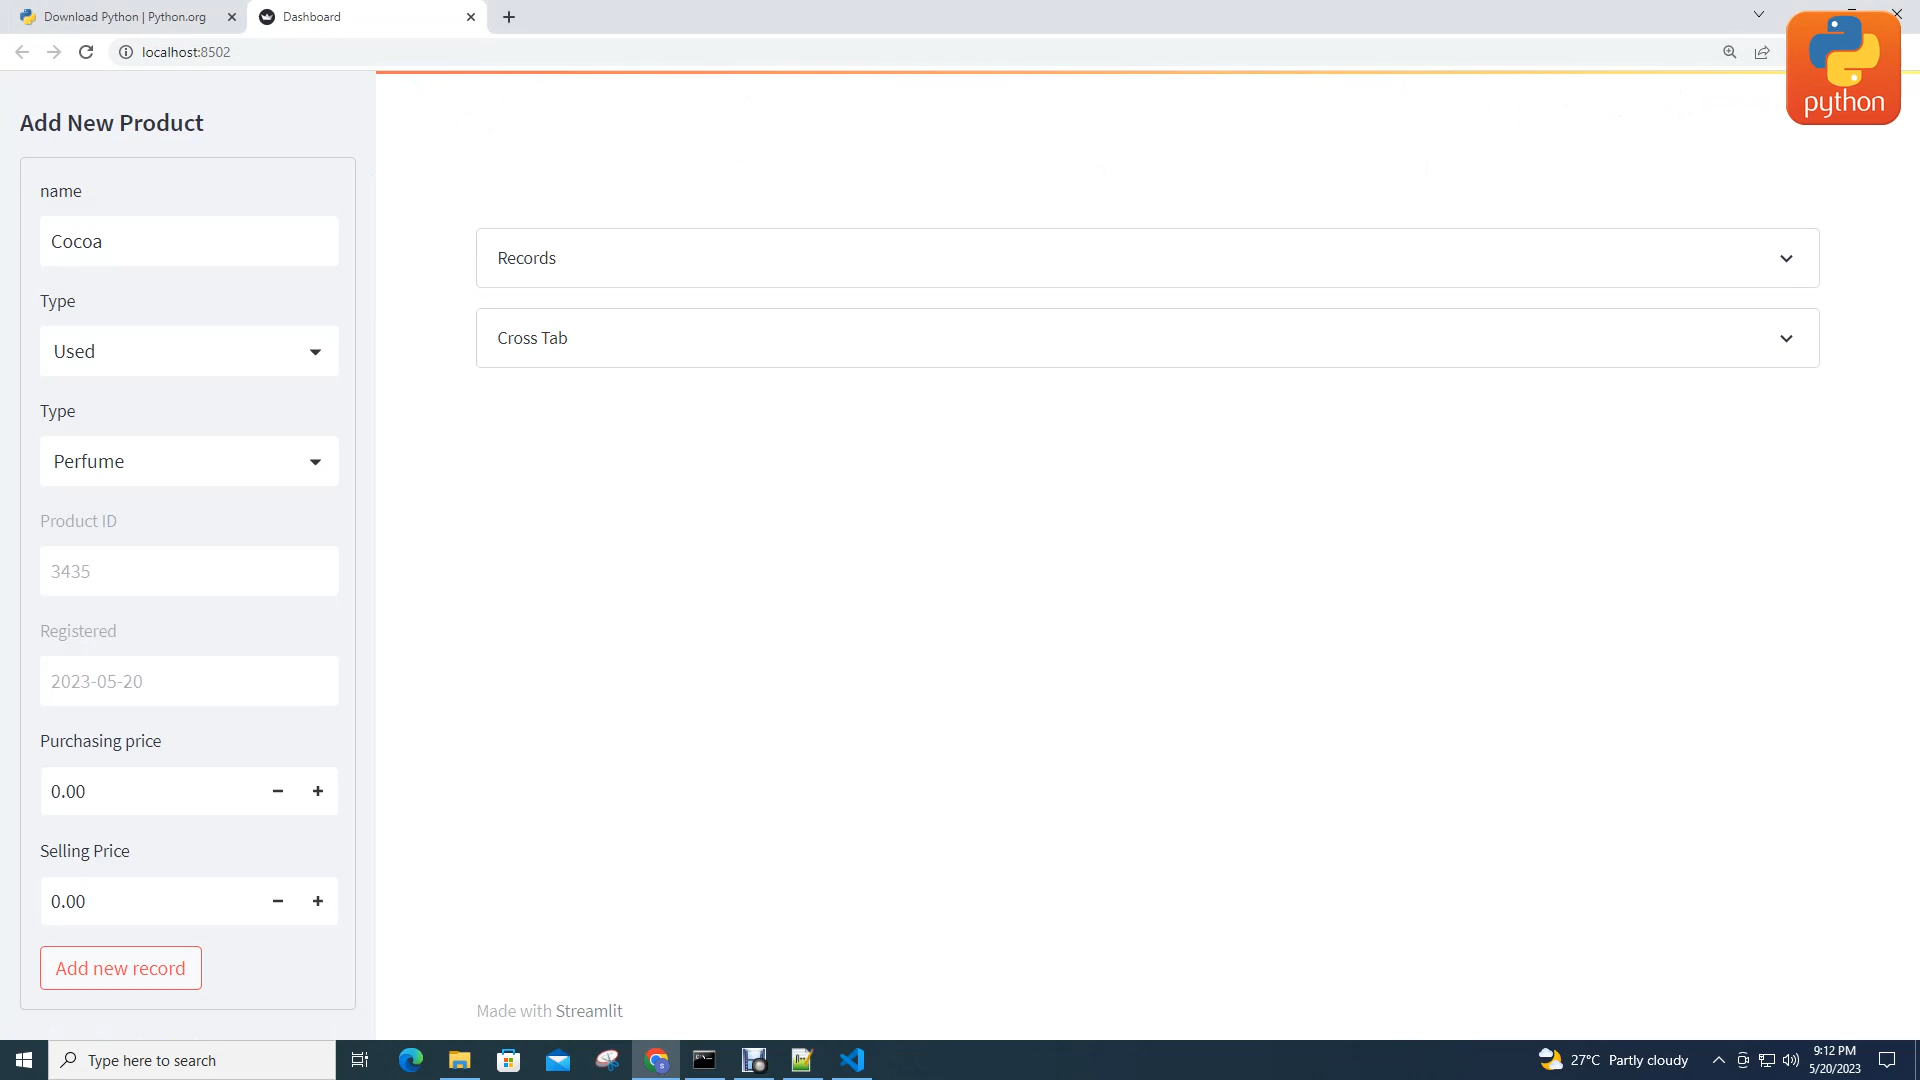 Download Python | Python.org
Dashboard
localhost:8502
python
Add New Product
name
Cocoa
Type
Used
Type
Perfume
Product ID
3435
Registered
2023-05-20
Purchasing price
0.00
Selling Price
0.00
Add new record
Records
Cross Tab
Made with Streamlit
Type here to search
27°C Partly cloudy
9:12 PM
5/20/2023